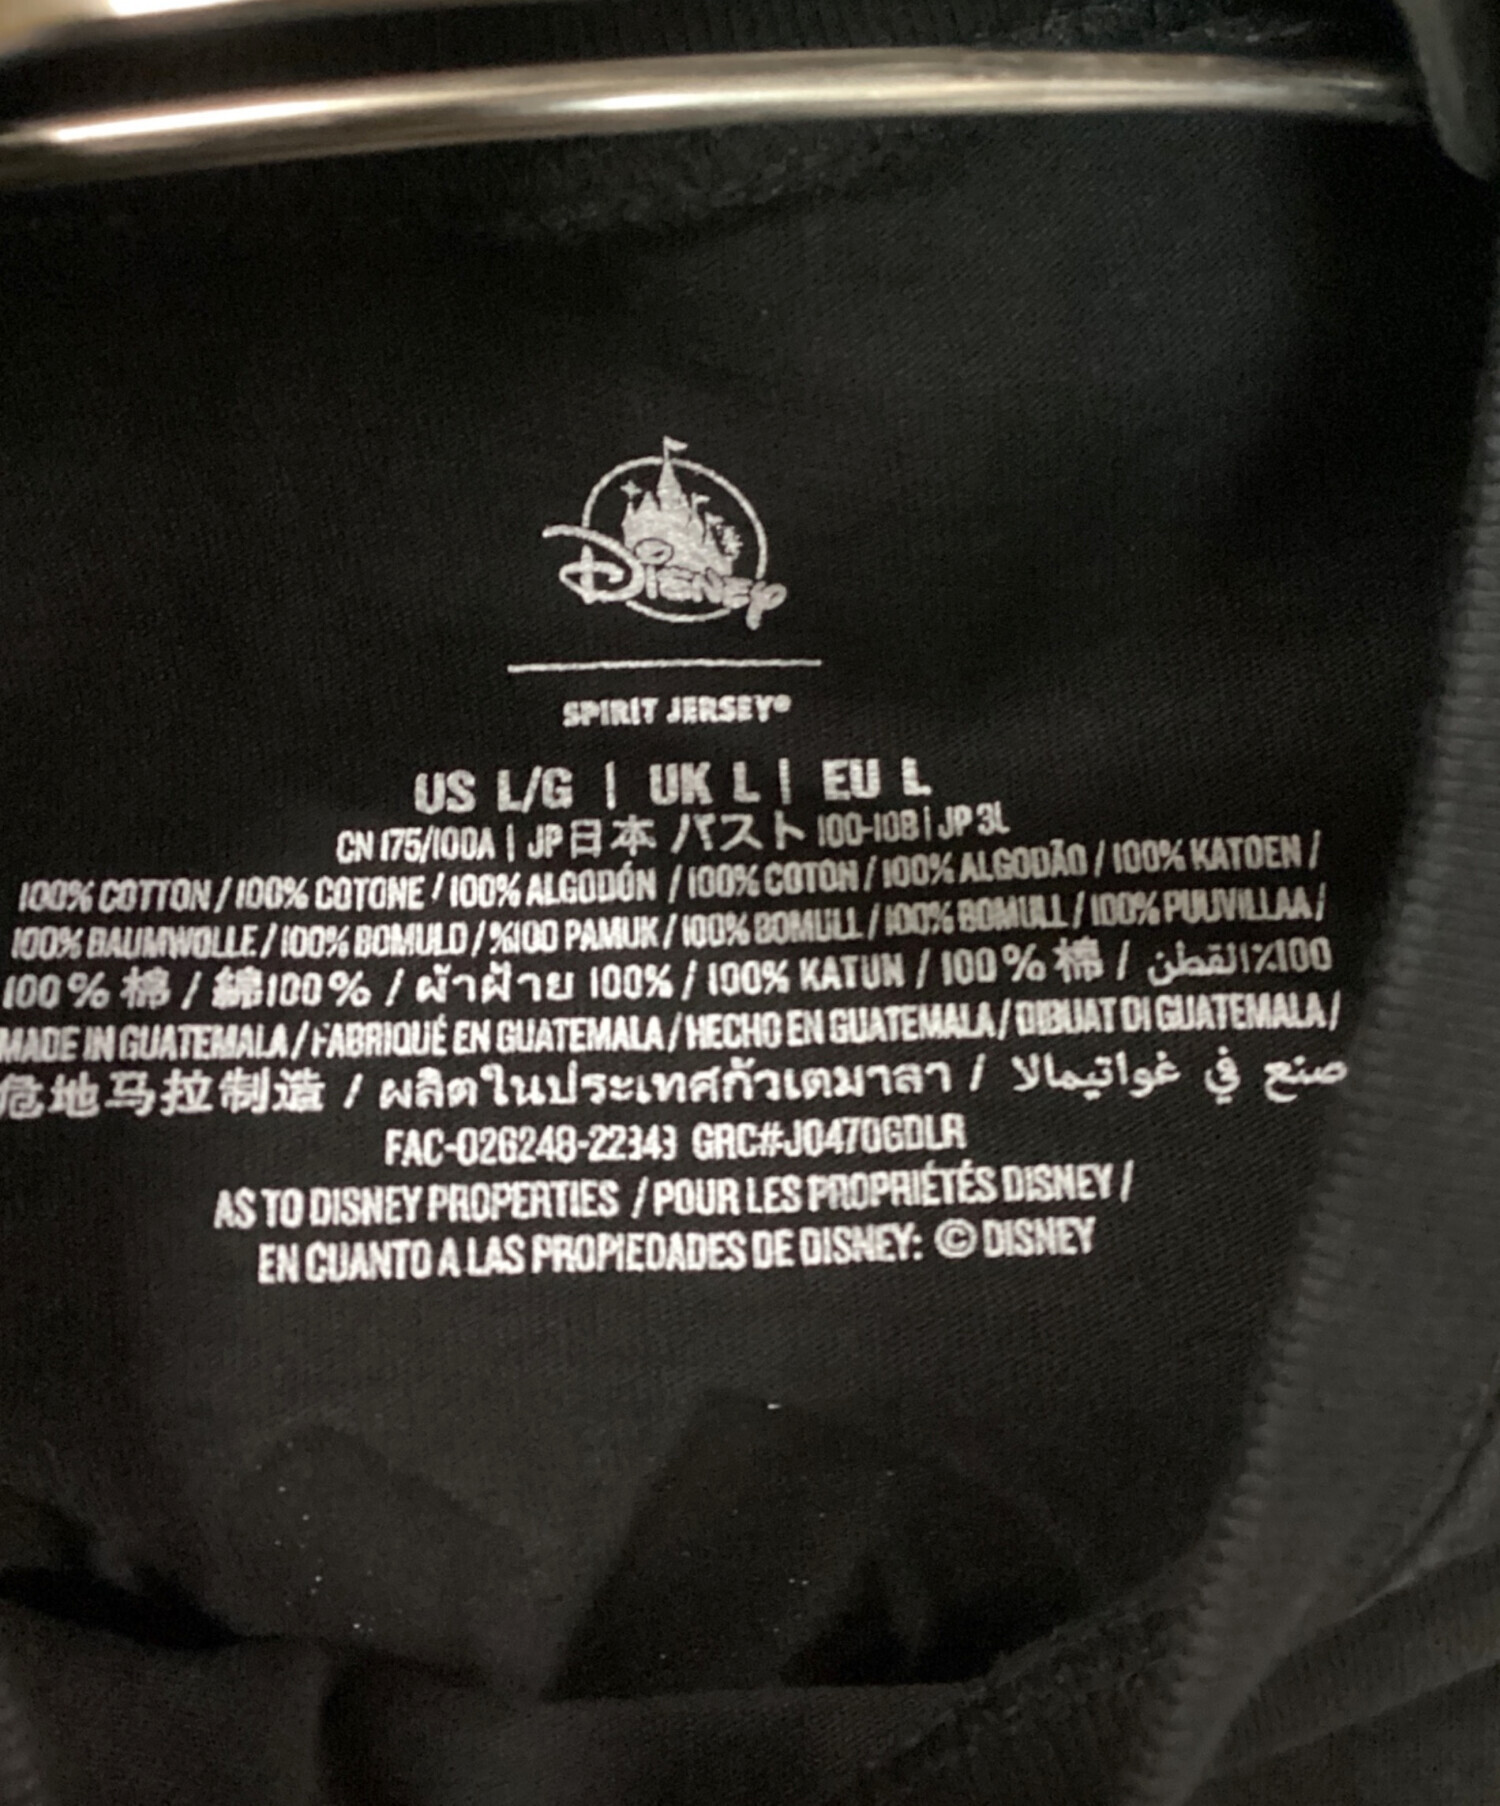 Disney
SPIRIT JERSEY®
US L/G | UK L | EU L
CN 175/100A | JP日本 バスト 100-108 | JP 3L
100% COTTON / 100% COTONE / 100% ALGODÓN / 100% COTON / 100% ALGODÃO / 100% KATOEN /
100% BAUMWOLLE / 100% BOMULD / %100 PAMUK / 100% BOMULL / 100% BOMULL / 100% PUUVILLAA /
100% 棉 / 綿100% / ผ้าฝ้าย 100% / 100% KATUN / 100% 棉 / 100٪القطن
MADE IN GUATEMALA / FABRIQUÉ EN GUATEMALA / HECHO EN GUATEMALA / DIBUAT DI GUATEMALA /
危地马拉制造 / ผลิตในประเทศกัวเตมาลา / صنع في غواتيمالا
FAC-026248-22343 GRC#J04706DLR
AS TO DISNEY PROPERTIES / POUR LES PROPRIÉTÉS DISNEY /
EN CUANTO A LAS PROPIEDADES DE DISNEY: © DISNEY